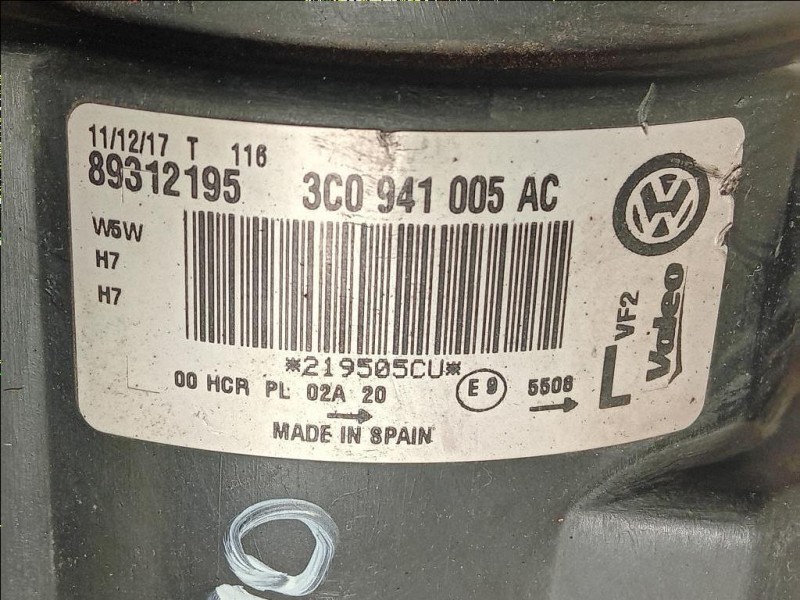 11/12/17 T 116
89312195 3C0 941 005 AC
W5W
H7
H7
*219505CU*
00 HCR PL 02A 20 E 9 5508
MADE IN SPAIN
VW
VF2
L
Valeo